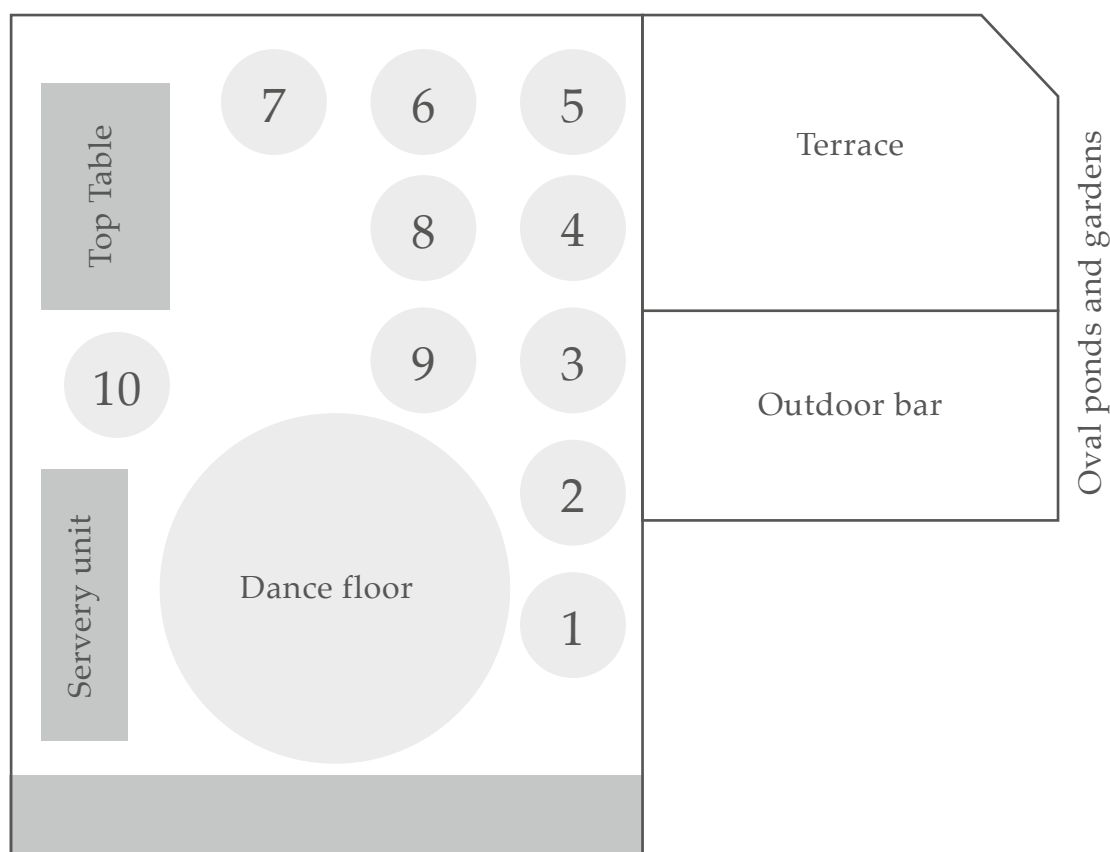 7
6
5
Terrace
Top Table
8
4
Oval ponds and gardens
9
3
10
Outdoor bar
2
Servery unit
Dance floor
1